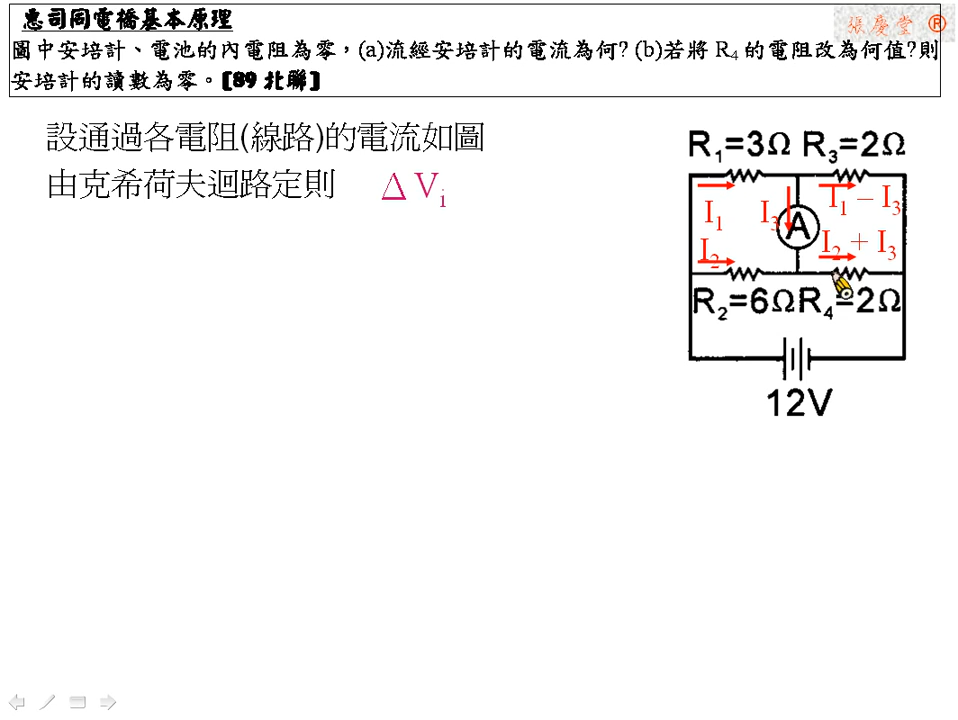 惠司同電橋基本原理
張慶堂 ®
圖中安培計、電池的內電阻為零，(a)流經安培計的電流為何? (b)若將 R₄ 的電阻改為何值?則
安培計的讀數為零。【89 北聯】
設通過各電阻(線路)的電流如圖
由克希荷夫迴路定則 Δ Vᵢ
R₁=3Ω R₃=2Ω
I₁ I₃ A I₁ – I₃
I₂ I₂ + I₃
R₂=6Ω R₄=2Ω
12V